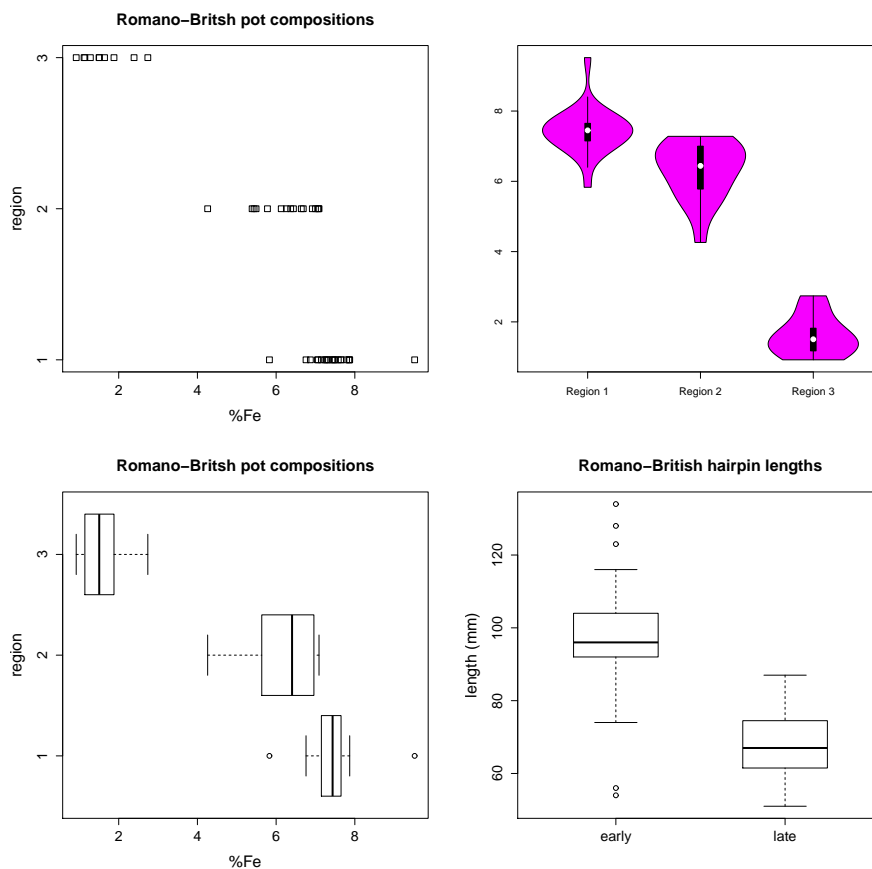 Romano−Britsh pot compositions
3
2
1
region
2 4 6 8
%Fe
8
6
4
2
Region 1 Region 2 Region 3
Romano−Britsh pot compositions
3
2
1
region
2 4 6 8
%Fe
Romano−British hairpin lengths
120
100
80
60
length (mm)
early late